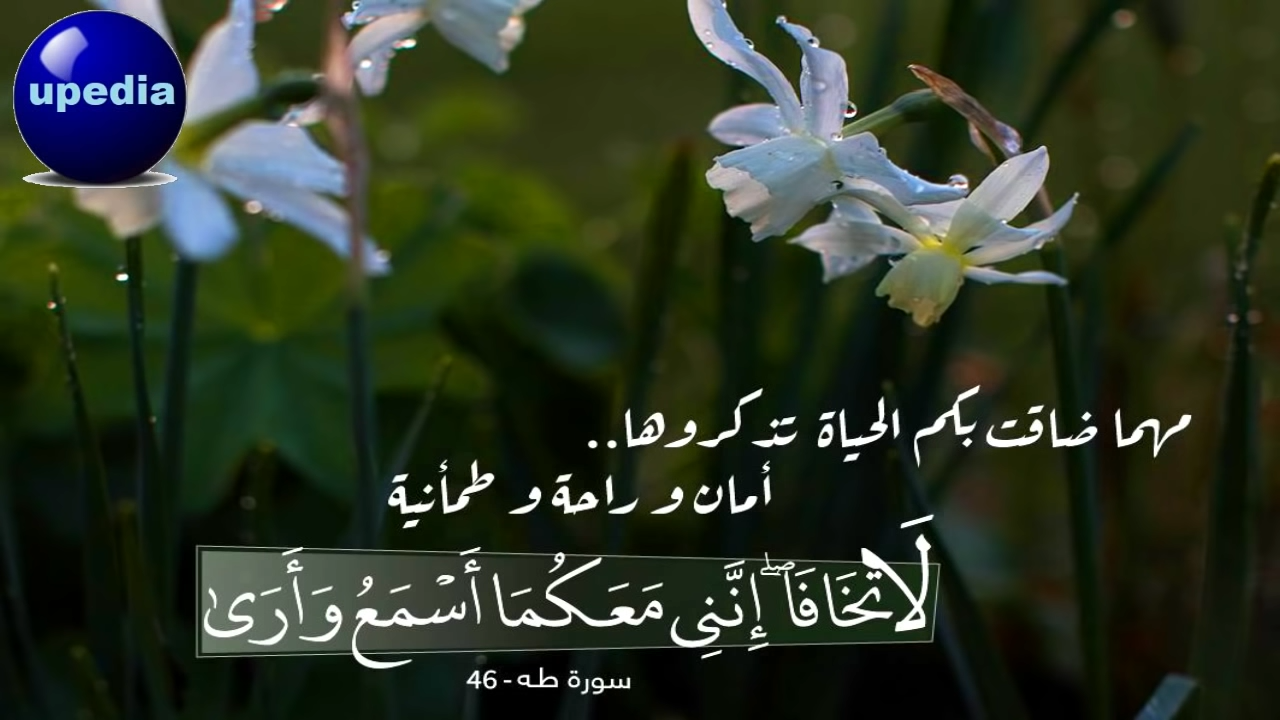 upedia
مهما ضاقت بكم الحياة تذكروها..
أمان و راحة و طمأنية
لَا تَخَافَا ۖ إِنَّنِي مَعَكُمَا أَسْمَعُ وَأَرَىٰ
سورة طه - 46